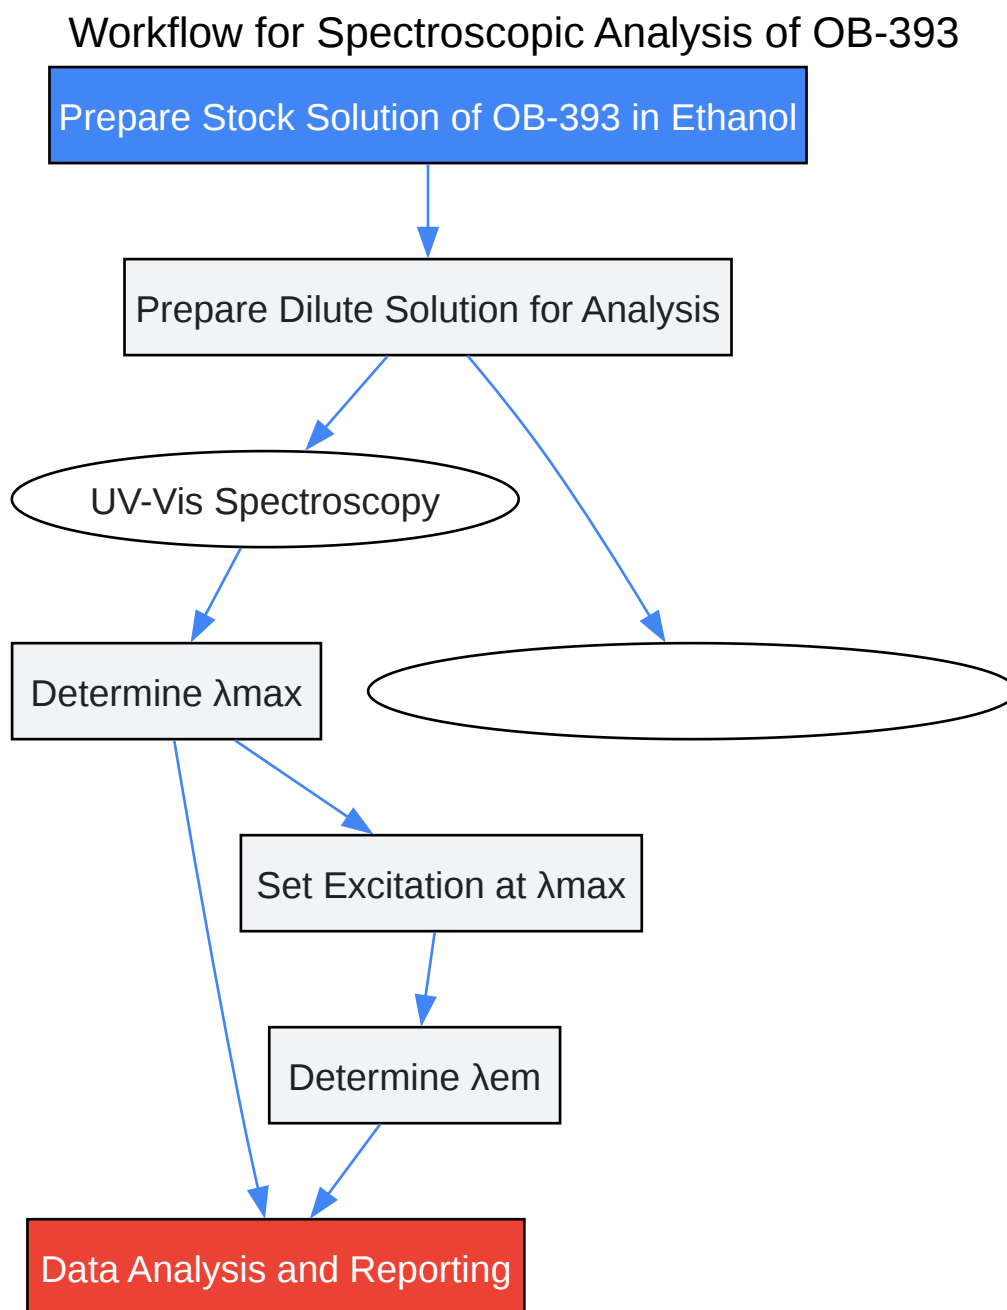 Workflow for Spectroscopic Analysis of OB-393
Prepare Stock Solution of OB-393 in Ethanol
Prepare Dilute Solution for Analysis
UV-Vis Spectroscopy
Determine λmax
Set Excitation at λmax
Determine λem
Data Analysis and Reporting